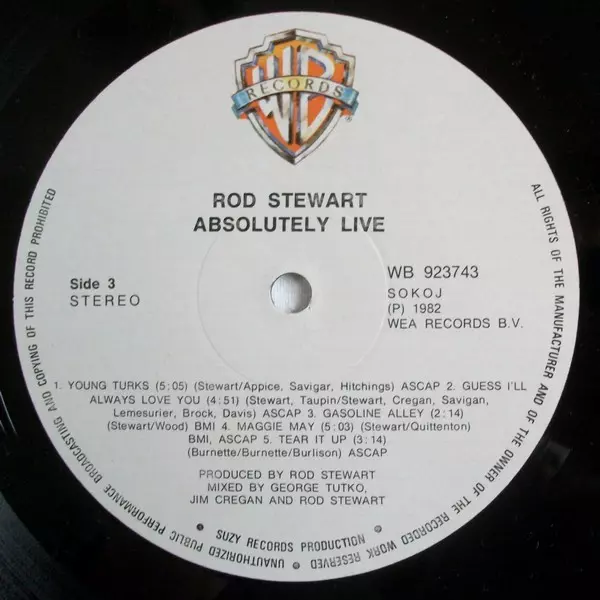 WB
RECORDS
ROD STEWART
ABSOLUTELY LIVE
Side 3
STEREO
WB 923743
SOKOJ
(P) 1982
WEA RECORDS B.V.
1. YOUNG TURKS (5:05) (Stewart/Appice, Savigar, Hitchings) ASCAP 2. GUESS I'LL
ALWAYS LOVE YOU (4:51) (Stewart, Taupin/Stewart, Cregan, Savigan,
Lemesurier, Brock, Davis) ASCAP 3. GASOLINE ALLEY (2:14)
(Stewart/Wood) BMI 4. MAGGIE MAY (5:03) (Stewart/Quittenton)
BMI, ASCAP 5. TEAR IT UP (3:14)
(Burnette/Burnette/Burlison) ASCAP
PRODUCED BY ROD STEWART
MIXED BY GEORGE TUTKO,
JIM CREGAN AND ROD STEWART
• SUZY RECORDS PRODUCTION •
ALL RIGHTS OF THE MANUFACTURER AND OF THE OWNER OF THE RECORDED WORK RESERVED
UNAUTHORIZED PUBLIC PERFORMANCE BROADCASTING AND COPYING OF THIS RECORD PROHIBITED